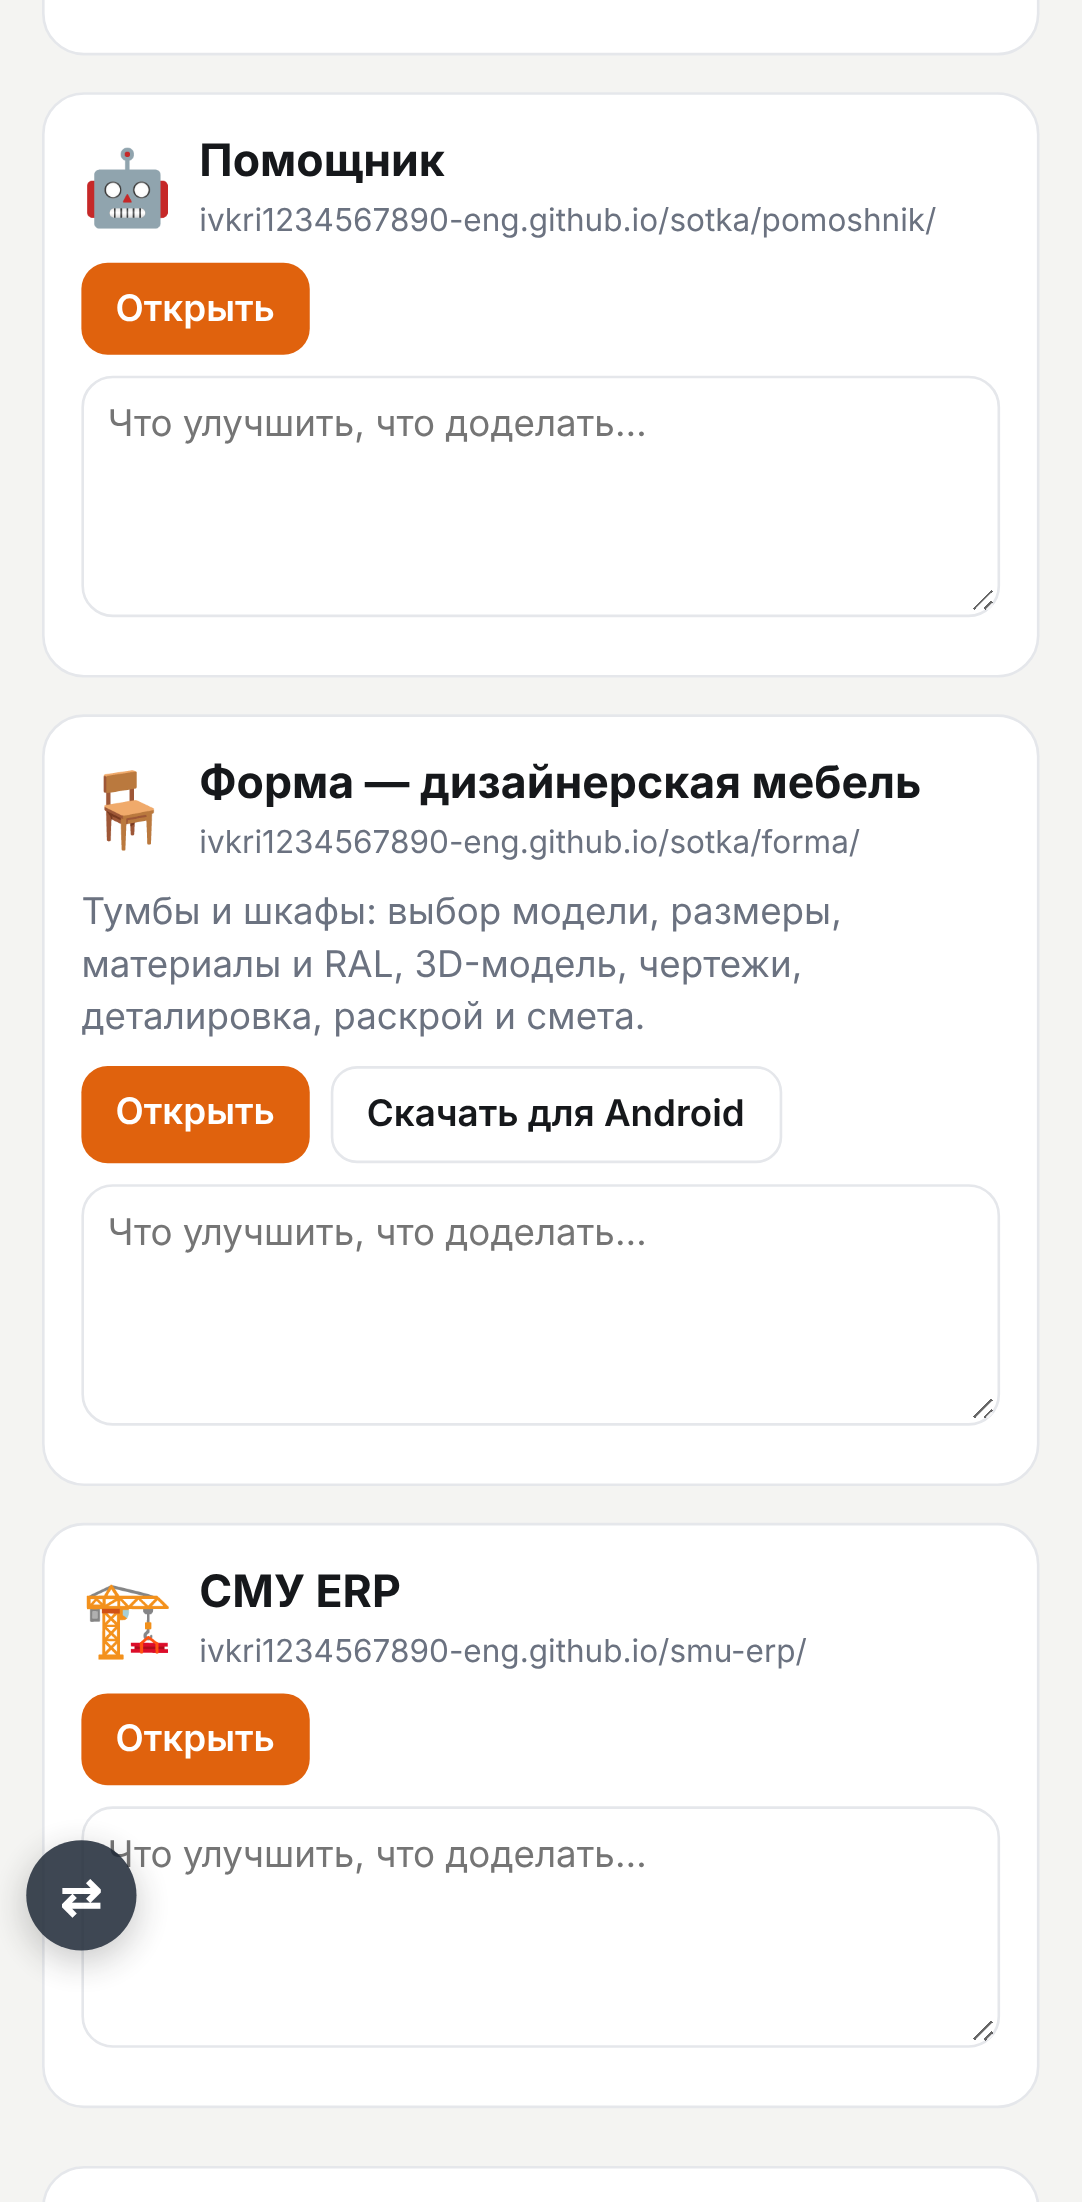 Помощник
ivkri1234567890-eng.github.io/sotka/pomoshnik/
Открыть
Что улучшить, что доделать...
Форма — дизайнерская мебель
ivkri1234567890-eng.github.io/sotka/forma/
Тумбы и шкафы: выбор модели, размеры,
материалы и RAL, 3D-модель, чертежи,
деталировка, раскрой и смета.
Открыть
Скачать для Android
Что улучшить, что доделать...
СМУ ERP
ivkri1234567890-eng.github.io/smu-erp/
Открыть
Что улучшить, что доделать...